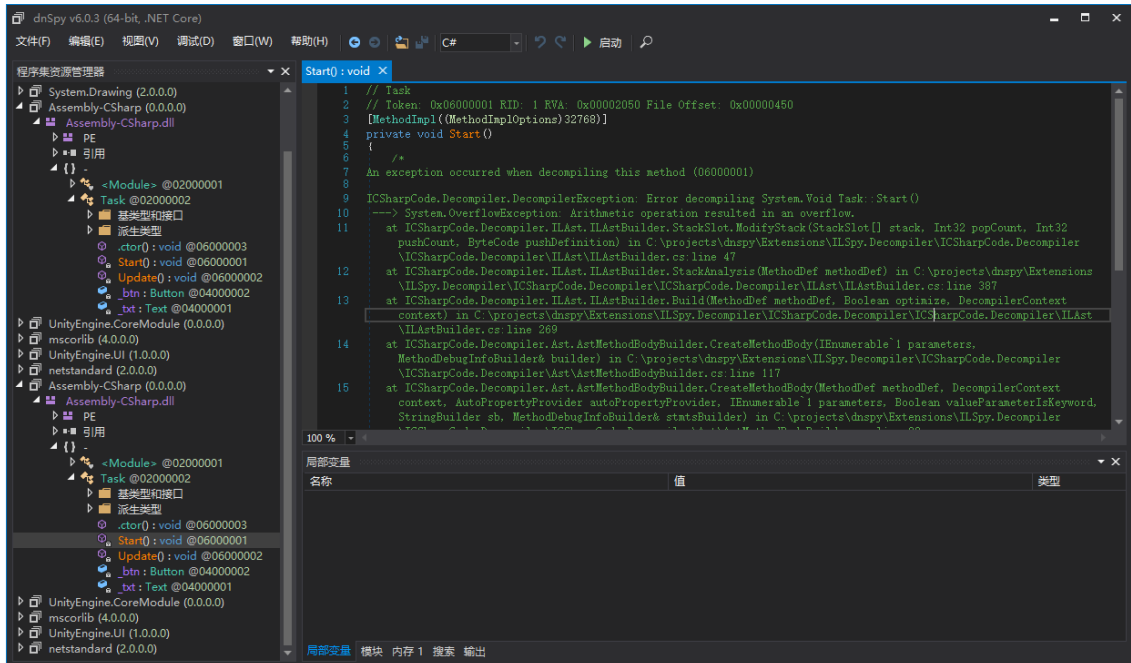 dnSpy v6.0.3 (64-bit, .NET Core)
文件(F) 编辑(E) 视图(V) 调试(D) 窗口(W) 帮助(H) C# 启动
程序集资源管理器
System.Drawing (2.0.0.0)
Assembly-CSharp (0.0.0.0)
Assembly-CSharp.dll
PE
引用
{} -
<Module> @02000001
Task @02000002
基类型和接口
派生类型
.ctor() : void @06000003
Start() : void @06000001
Update() : void @06000002
_btn : Button @04000002
_txt : Text @04000001
UnityEngine.CoreModule (0.0.0.0)
mscorlib (4.0.0.0)
UnityEngine.UI (1.0.0.0)
netstandard (2.0.0.0)
Assembly-CSharp (0.0.0.0)
Assembly-CSharp.dll
PE
引用
{} -
<Module> @02000001
Task @02000002
基类型和接口
派生类型
.ctor() : void @06000003
Start() : void @06000001
Update() : void @06000002
_btn : Button @04000002
_txt : Text @04000001
UnityEngine.CoreModule (0.0.0.0)
mscorlib (4.0.0.0)
UnityEngine.UI (1.0.0.0)
netstandard (2.0.0.0)
Start() : void
1 // Task
2 // Token: 0x06000001 RID: 1 RVA: 0x00002050 File Offset: 0x00000450
3 [MethodImpl((MethodImplOptions)32768)]
4 private void Start()
5 {
6 /*
7 An exception occurred when decompiling this method (06000001)
8
9 ICSharpCode.Decompiler.DecompilerException: Error decompiling System.Void Task::Start()
10 ---> System.OverflowException: Arithmetic operation resulted in an overflow.
11 at ICSharpCode.Decompiler.ILAst.ILAstBuilder.StackSlot.ModifyStack(StackSlot[] stack, Int32 popCount, Int32
pushCount, ByteCode pushDefinition) in C:\projects\dnspy\Extensions\ILSpy.Decompiler\ICSharpCode.Decompiler
\ICSharpCode.Decompiler\ILAst\ILAstBuilder.cs:line 47
12 at ICSharpCode.Decompiler.ILAst.ILAstBuilder.StackAnalysis(MethodDef methodDef) in C:\projects\dnspy\Extensions
\ILSpy.Decompiler\ICSharpCode.Decompiler\ICSharpCode.Decompiler\ILAst\ILAstBuilder.cs:line 387
13 at ICSharpCode.Decompiler.ILAst.ILAstBuilder.Build(MethodDef methodDef, Boolean optimize, DecompilerContext
context) in C:\projects\dnspy\Extensions\ILSpy.Decompiler\ICSharpCode.Decompiler\ICSharpCode.Decompiler\ILAst
\ILAstBuilder.cs:line 269
14 at ICSharpCode.Decompiler.Ast.AstMethodBodyBuilder.CreateMethodBody(IEnumerable`1 parameters,
MethodDebugInfoBuilder& builder) in C:\projects\dnspy\Extensions\ILSpy.Decompiler\ICSharpCode.Decompiler
\ICSharpCode.Decompiler\Ast\AstMethodBodyBuilder.cs:line 117
15 at ICSharpCode.Decompiler.Ast.AstMethodBodyBuilder.CreateMethodBody(MethodDef methodDef, DecompilerContext
context, AutoPropertyProvider autoPropertyProvider, IEnumerable`1 parameters, Boolean valueParameterIsKeyword,
StringBuilder sb, MethodDebugInfoBuilder& stmtsBuilder) in C:\projects\dnspy\Extensions\ILSpy.Decompiler
100 %
局部变量
名称 值 类型
局部变量 模块 内存 1 搜索 输出